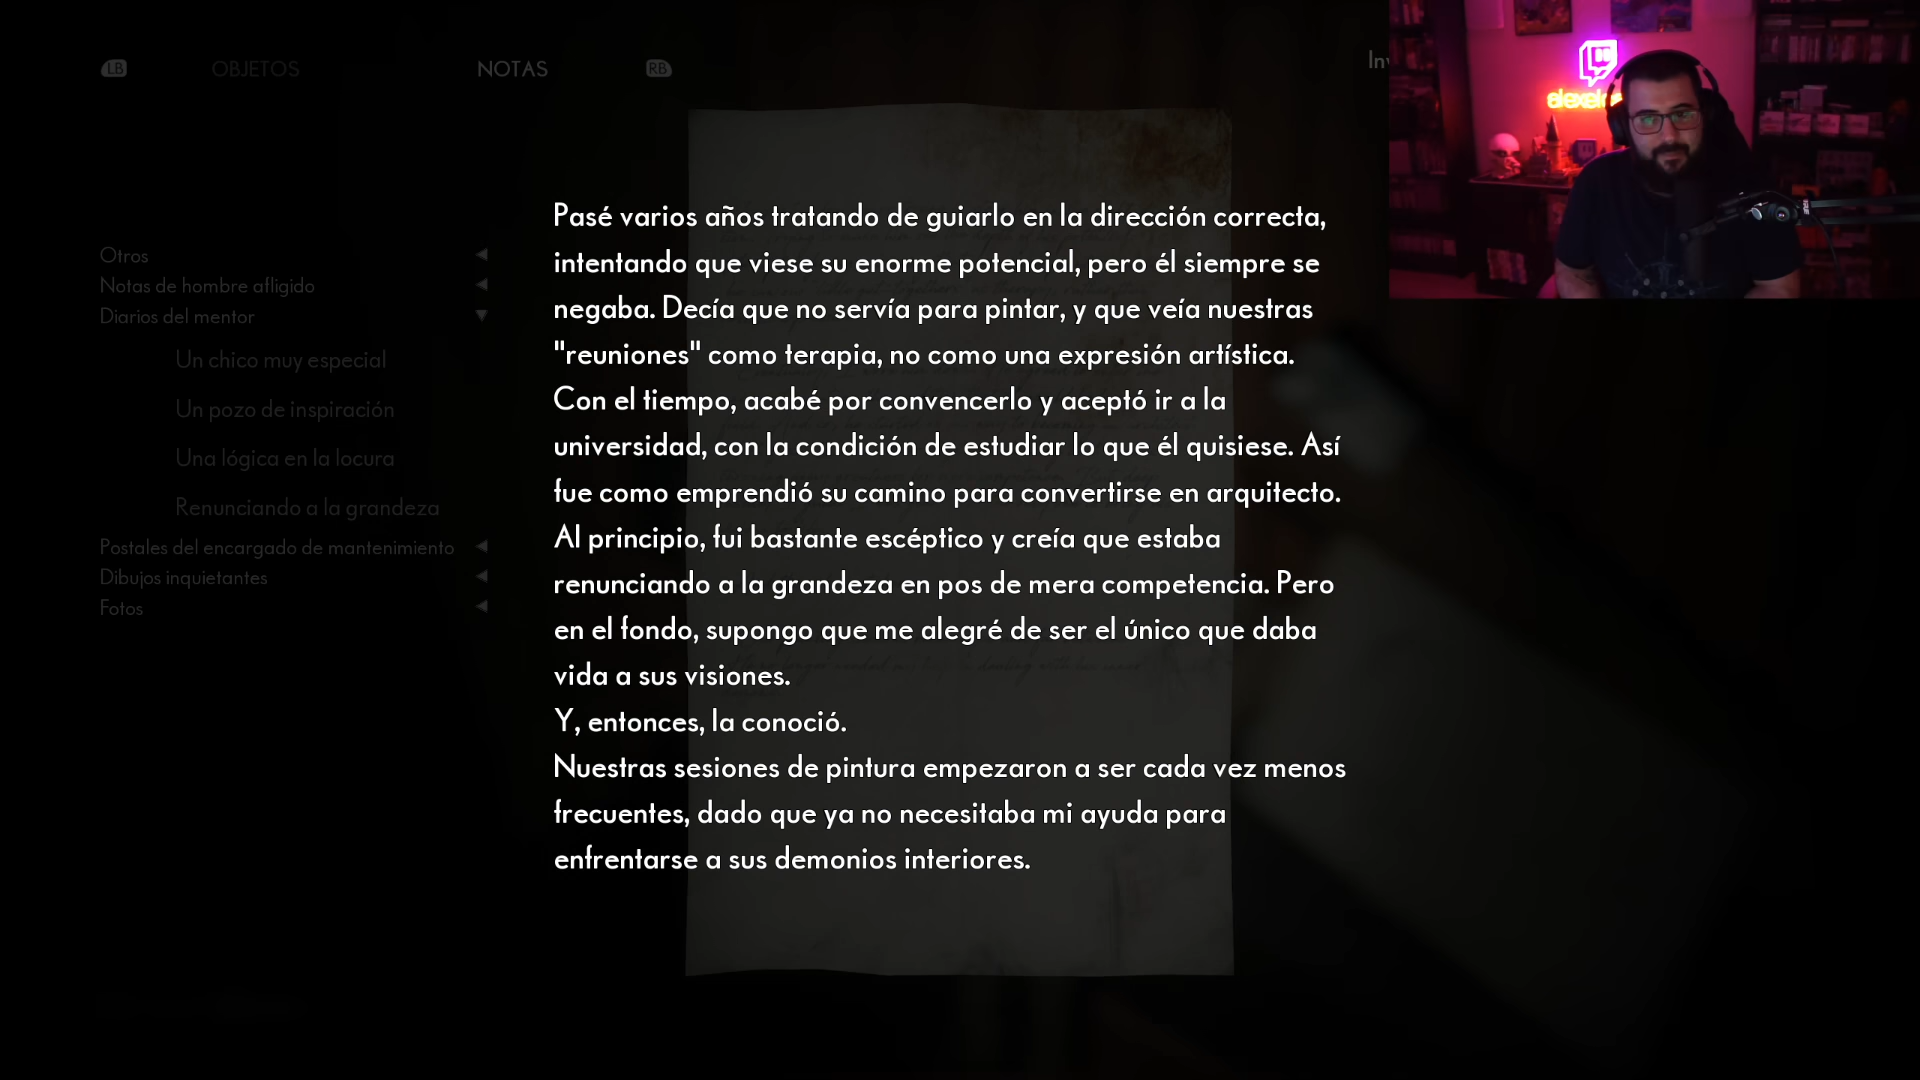 LB
OBJETOS
NOTAS
RB
Otros
Notas de hombre afligido
Diarios del mentor
Un chico muy especial
Un pozo de inspiración
Una lógica en la locura
Renunciando a la grandeza
Postales del encargado de mantenimiento
Dibujos inquietantes
Fotos
Pasé varios años tratando de guiarlo en la dirección correcta,
intentando que viese su enorme potencial, pero él siempre se
negaba. Decía que no servía para pintar, y que veía nuestras
"reuniones" como terapia, no como una expresión artística.
Con el tiempo, acabé por convencerlo y aceptó ir a la
universidad, con la condición de estudiar lo que él quisiese. Así
fue como emprendió su camino para convertirse en arquitecto.
Al principio, fui bastante escéptico y creía que estaba
renunciando a la grandeza en pos de mera competencia. Pero
en el fondo, supongo que me alegré de ser el único que daba
vida a sus visiones.
Y, entonces, la conoció.
Nuestras sesiones de pintura empezaron a ser cada vez menos
frecuentes, dado que ya no necesitaba mi ayuda para
enfrentarse a sus demonios interiores.